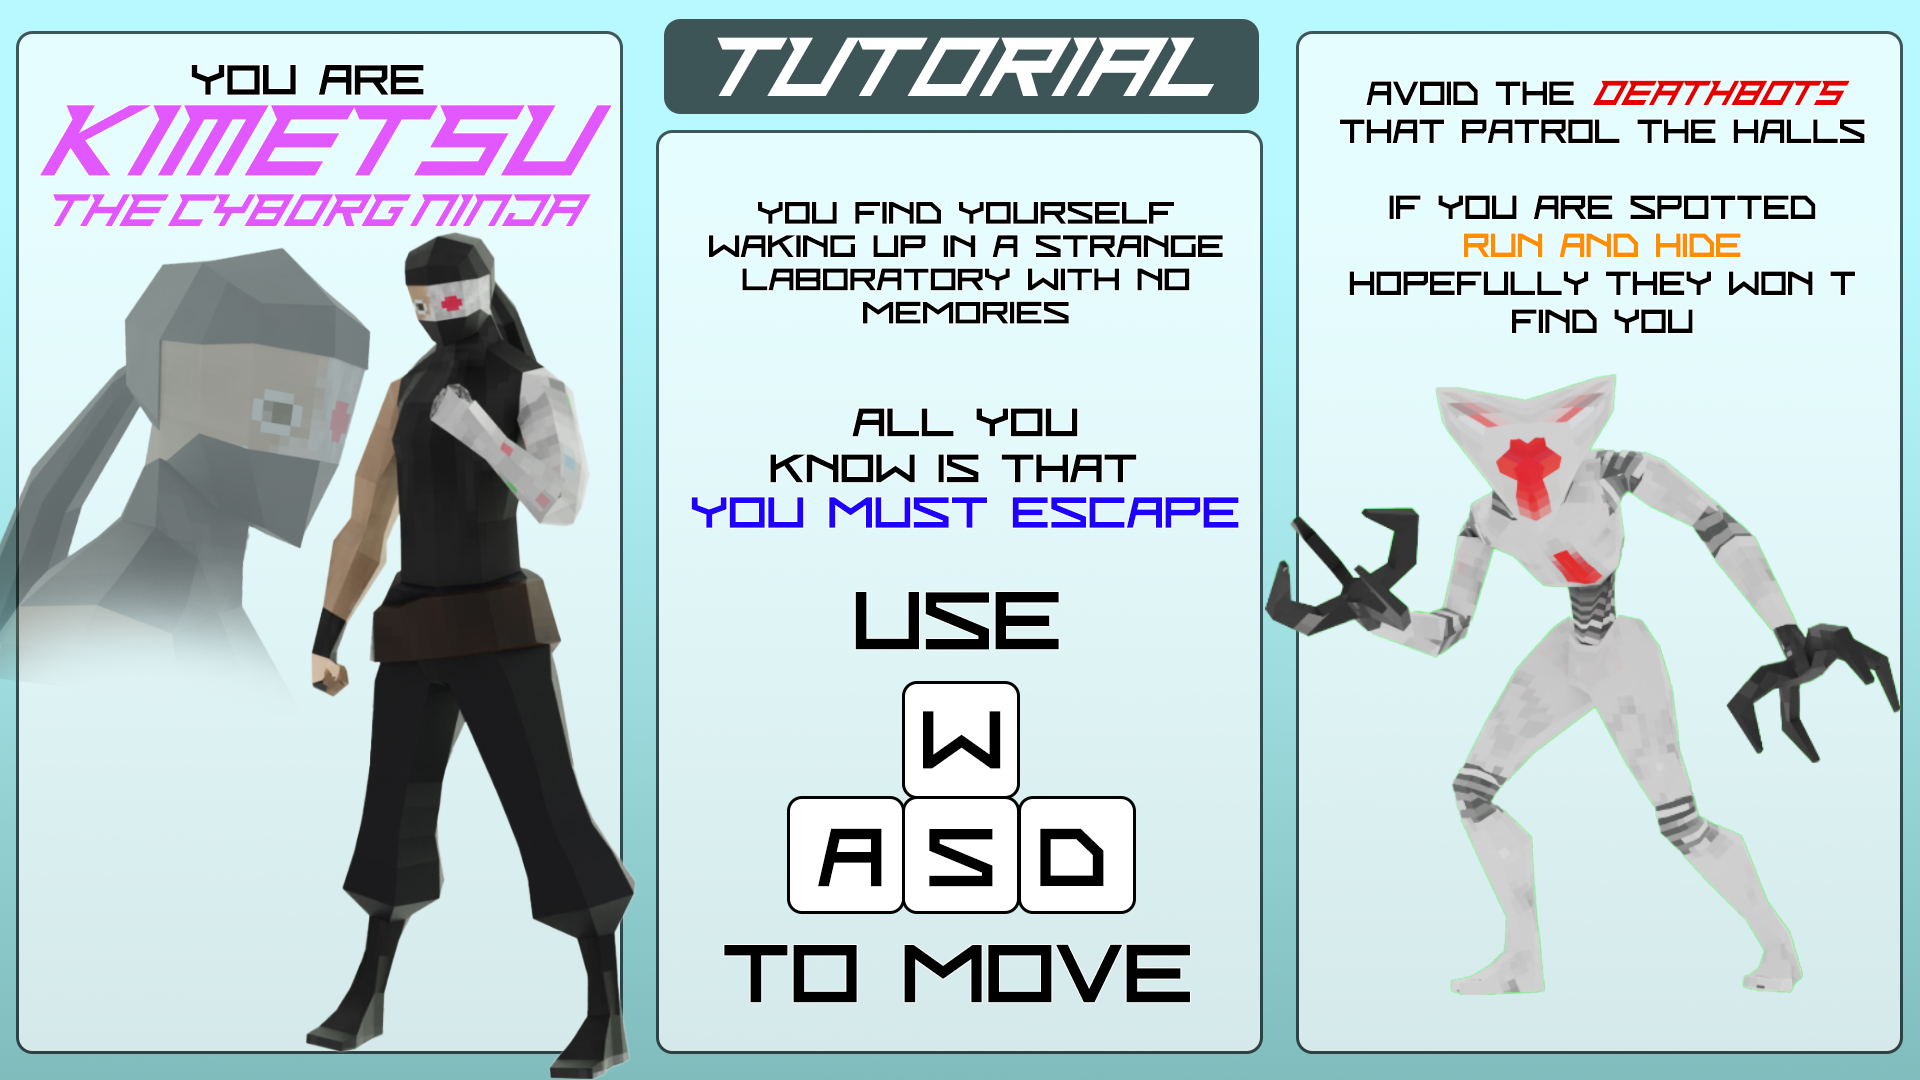 YOU ARE
KIMETSU
THE CYBORG NINJA
TUTORIAL
YOU FIND YOURSELF
WAKING UP IN A STRANGE
LABORATORY WITH NO
MEMORIES
ALL YOU
KNOW IS THAT
YOU MUST ESCAPE
USE
W
A S D
TO MOVE
AVOID THE DEATHBOTS
THAT PATROL THE HALLS
IF YOU ARE SPOTTED
RUN AND HIDE
HOPEFULLY THEY WON T
FIND YOU